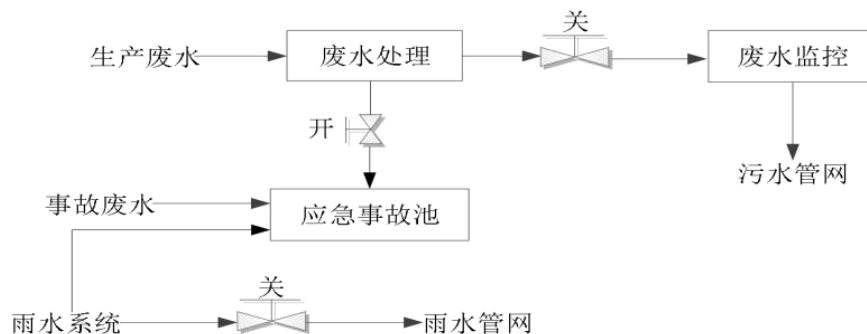 关
生产废水
废水处理
废水监控
开
污水管网
事故废水
应急事故池
关
雨水系统
雨水管网